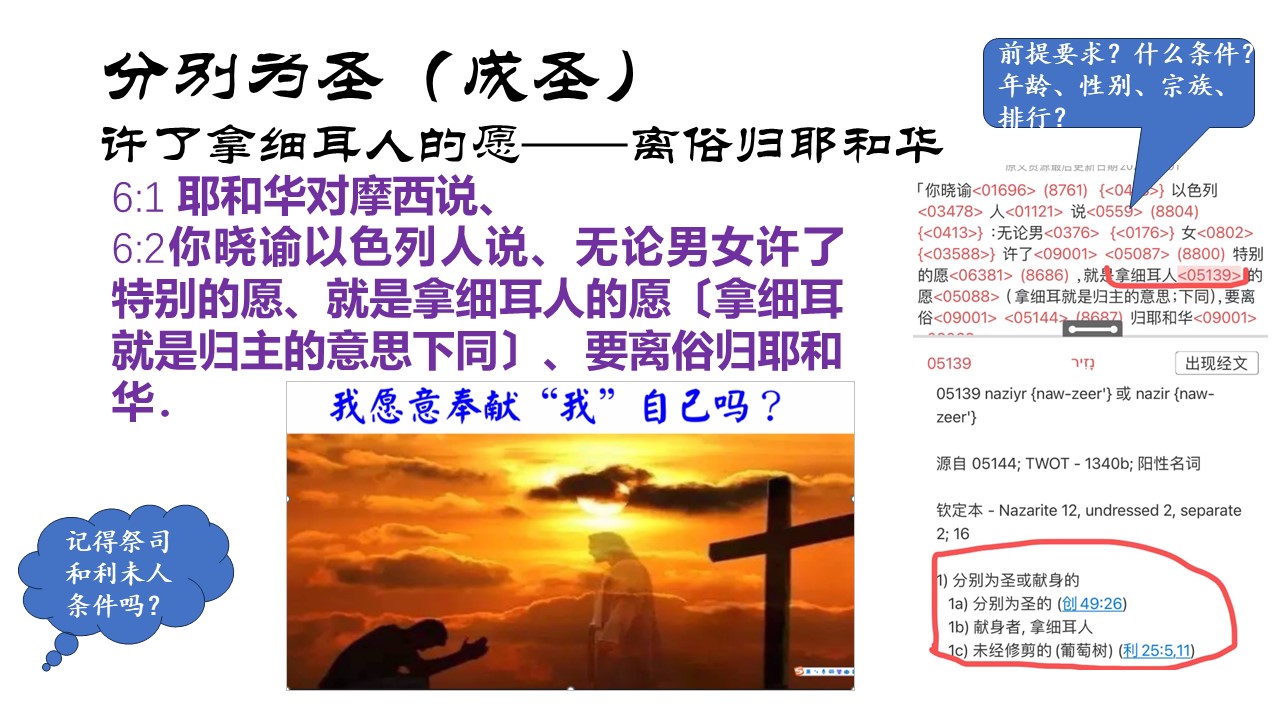 分别为圣（成圣）
许了拿细耳人的愿——离俗归耶和华
6:1 耶和华对摩西说、
6:2你晓谕以色列人说、无论男女许了
特别的愿、就是拿细耳人的愿〔拿细耳
就是归主的意思下同〕、要离俗归耶和
华．
我愿意奉献“我”自己吗？
记得祭司
和利未人
条件吗？
前提要求？什么条件？
年龄、性别、宗族、
排行？
「你晓谕<01696> (8761) {<04 >} 以色列
<03478> 人<01121> 说<0559> (8804)
{<0413>} ：无论男<0376> {<0176>} 女<0802>
{<03588>} 许了<09001> <05087> (8800) 特别
的愿<06381> (8686) ，就是拿细耳人<05139> 的
愿<05088>（拿细耳就是归主的意思；下同），要离
俗<09001> <05144> (8687) 归耶和华<09001>
05139 נָזִיר 出现经文
05139 naziyr {naw-zeer'} 或 nazir {naw-
zeer'}
源自 05144; TWOT - 1340b; 阳性名词
钦定本 - Nazarite 12, undressed 2, separate
2; 16
1) 分别为圣或献身的
1a) 分别为圣的 (创 49:26)
1b) 献身者, 拿细耳人
1c) 未经修剪的 (葡萄树) (利 25:5,11)